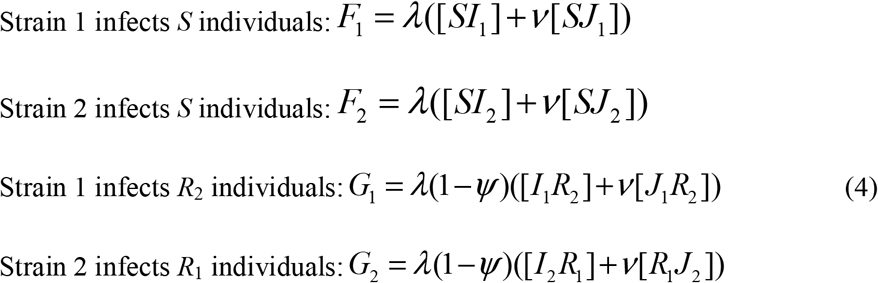 Strain 1 infects S individuals: F₁ = λ([SI₁]+ν[SJ₁])
Strain 2 infects S individuals: F₂ = λ([SI₂]+ν[SJ₂])
Strain 1 infects R₂ individuals: G₁ = λ(1−ψ)([I₁R₂]+ν[J₁R₂]) (4)
Strain 2 infects R₁ individuals: G₂ = λ(1−ψ)([I₂R₁]+ν[R₁J₂])